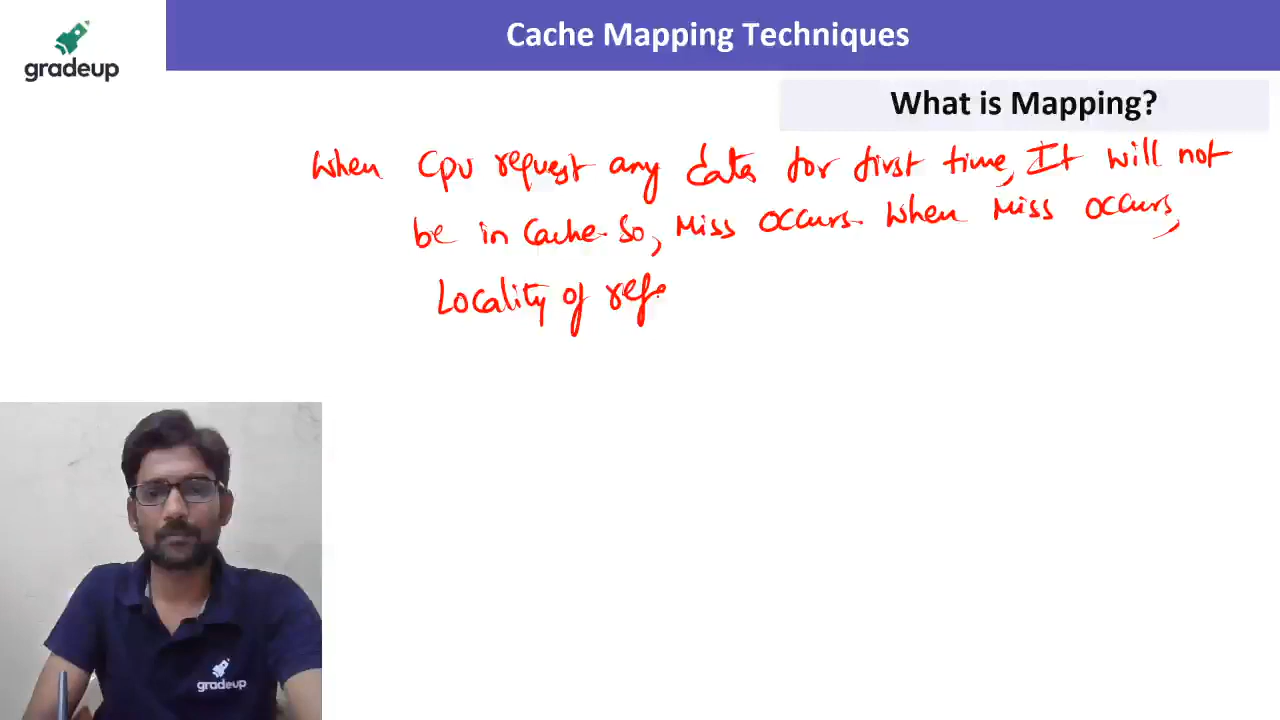 gradeup
Cache Mapping Techniques
What is Mapping?
When Cpu request any data for first time, It will not
be in Cache. So, Miss occurs. When Miss occurs,
Locality of refe
gradeup